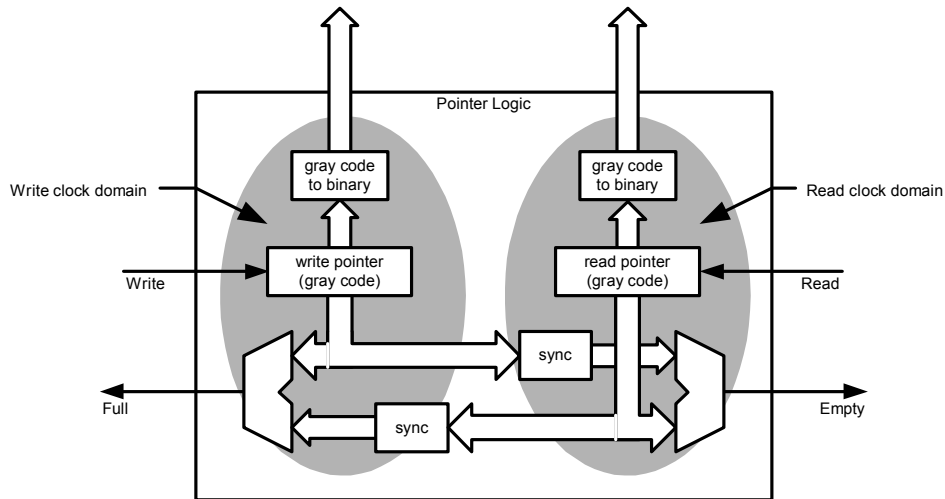 Pointer Logic
gray code
to binary
gray code
to binary
Write clock domain
Read clock domain
write pointer
(gray code)
read pointer
(gray code)
Write
Read
sync
Full
Empty
sync